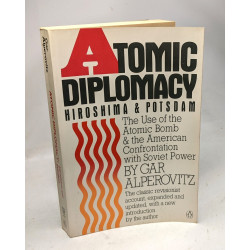 ATOMIC
DIPLOMACY
HIROSHIMA & POTSDAM
The Use of the
Atomic Bomb
& the American
Confrontation
with Soviet Power
BY GAR
ALPEROVITZ
The classic revisionist
account, expanded and
updated, with a new
introduction
by the author